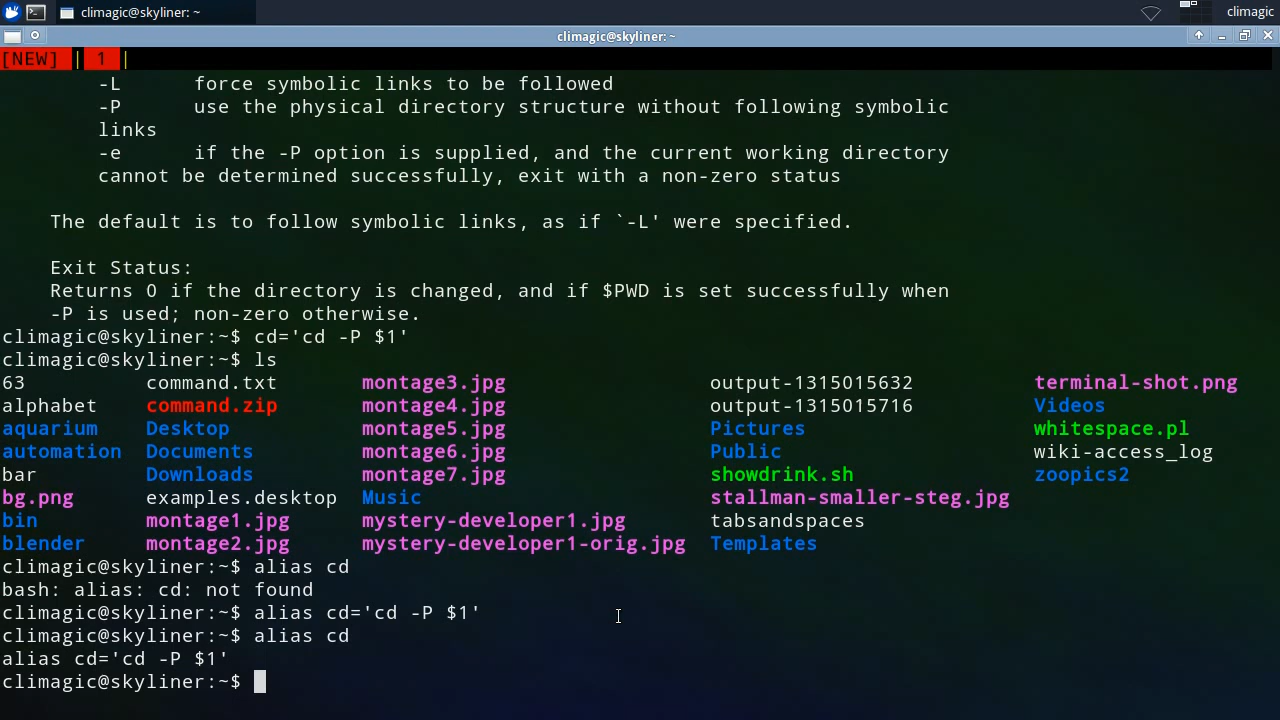 climagic@skyliner: ~ climagic
climagic@skyliner: ~
[NEW] | 1 |
-L force symbolic links to be followed
-P use the physical directory structure without following symbolic
links
-e if the -P option is supplied, and the current working directory
cannot be determined successfully, exit with a non-zero status
The default is to follow symbolic links, as if `-L' were specified.
Exit Status:
Returns 0 if the directory is changed, and if $PWD is set successfully when
-P is used; non-zero otherwise.
climagic@skyliner:~$ cd='cd -P $1'
climagic@skyliner:~$ ls
63 command.txt montage3.jpg output-1315015632 terminal-shot.png
alphabet command.zip montage4.jpg output-1315015716 Videos
aquarium Desktop montage5.jpg Pictures whitespace.pl
automation Documents montage6.jpg Public wiki-access_log
bar Downloads montage7.jpg showdrink.sh zoopics2
bg.png examples.desktop Music stallman-smaller-steg.jpg
bin montage1.jpg mystery-developer1.jpg tabsandspaces
blender montage2.jpg mystery-developer1-orig.jpg Templates
climagic@skyliner:~$ alias cd
bash: alias: cd: not found
climagic@skyliner:~$ alias cd='cd -P $1'
climagic@skyliner:~$ alias cd
alias cd='cd -P $1'
climagic@skyliner:~$